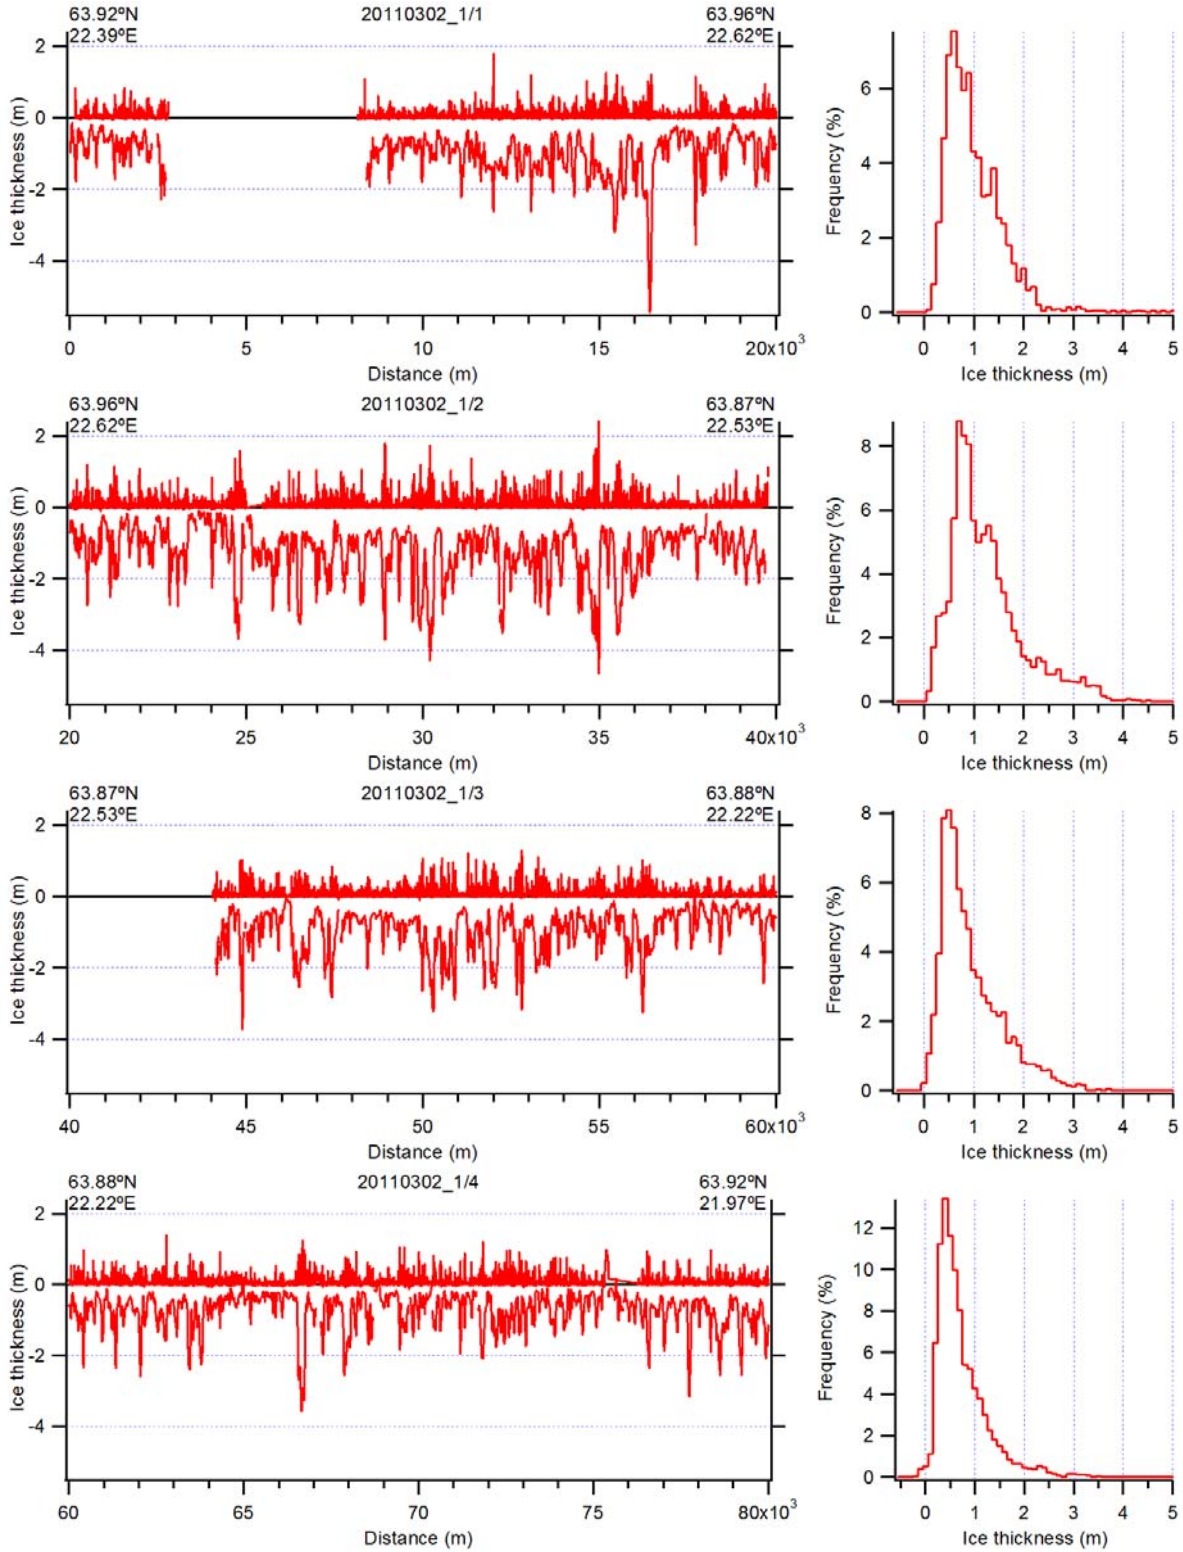 63.92ºN 20110302_1/1 63.96ºN
22.39ºE 22.62ºE
Ice thickness (m)
2
0
-2
-4
0 5 10 15 20x10³
Distance (m)
Frequency (%)
6
4
2
0
0 1 2 3 4 5
Ice thickness (m)
63.96ºN 20110302_1/2 63.87ºN
22.62ºE 22.53ºE
Ice thickness (m)
2
0
-2
-4
20 25 30 35 40x10³
Distance (m)
Frequency (%)
8
6
4
2
0
0 1 2 3 4 5
Ice thickness (m)
63.87ºN 20110302_1/3 63.88ºN
22.53ºE 22.22ºE
Ice thickness (m)
2
0
-2
-4
40 45 50 55 60x10³
Distance (m)
Frequency (%)
8
6
4
2
0
0 1 2 3 4 5
Ice thickness (m)
63.88ºN 20110302_1/4 63.92ºN
22.22ºE 21.97ºE
Ice thickness (m)
2
0
-2
-4
60 65 70 75 80x10³
Distance (m)
Frequency (%)
12
10
8
6
4
2
0
0 1 2 3 4 5
Ice thickness (m)